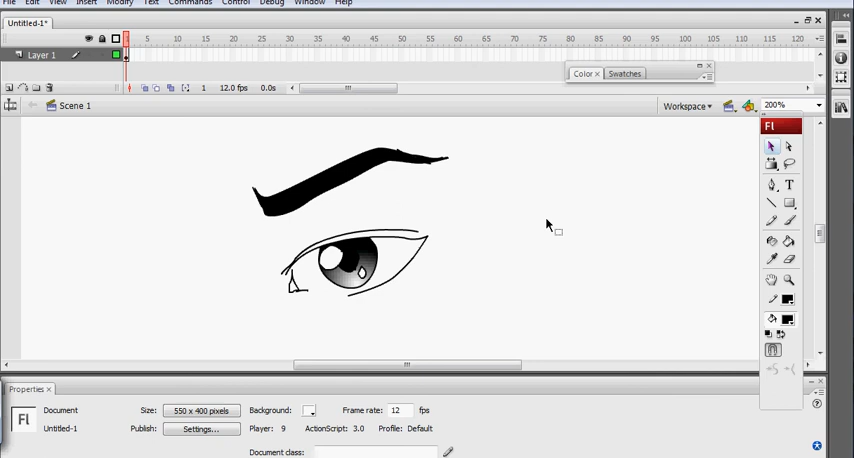 File Edit View Insert Modify Text Commands Control Debug Window Help
Untitled-1*
5 10 15 20 25 30 35 40 45 50 55 60 65 70 75 80 85 90 95 100 105 110 115 120
Layer 1
Color × Swatches
1 12.0 fps 0.0s
Scene 1 Workspace 200%
Fl
T
Properties ×
Fl Document Size: 550 x 400 pixels Background: Frame rate: 12 fps
Untitled-1 Publish: Settings... Player: 9 ActionScript: 3.0 Profile: Default
Document class: